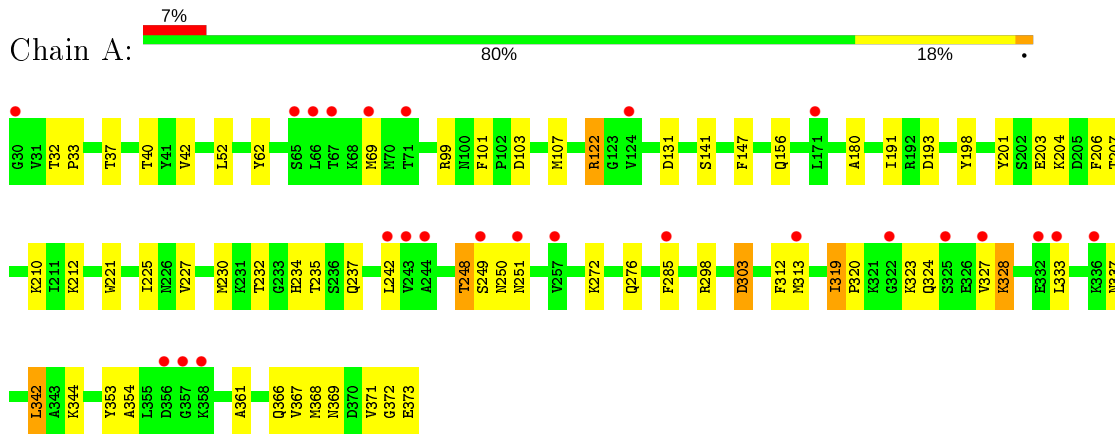 7%
Chain A:
80% 18% •
G30 V31 T32 P33 T37 T40 Y41 V42 L52 Y62 S65 L66 T67 K68 M69 M70 T71 R99 N100 F101 P102 D103 M107 R122 G123 V124 D131 S141 F147 Q156 L171 A180 I191 R192 D193 Y198 Y201 S202 E203 K204 D205 F206 T207
K210 I211 K212 W221 I225 N226 V227 M230 K231 T232 G233 H234 T235 S236 Q237 L242 V243 A244 I248 S249 N250 N251 V257 K272 Q276 F285 R298 D303 F312 M313 I319 P320 K321 G322 K323 Q324 S325 E326 V327 K328 E332 L333 K336 N337
L342 A343 K344 Y353 A354 L355 D356 G357 K358 A361 Q366 V367 M368 N369 D370 V371 G372 E373